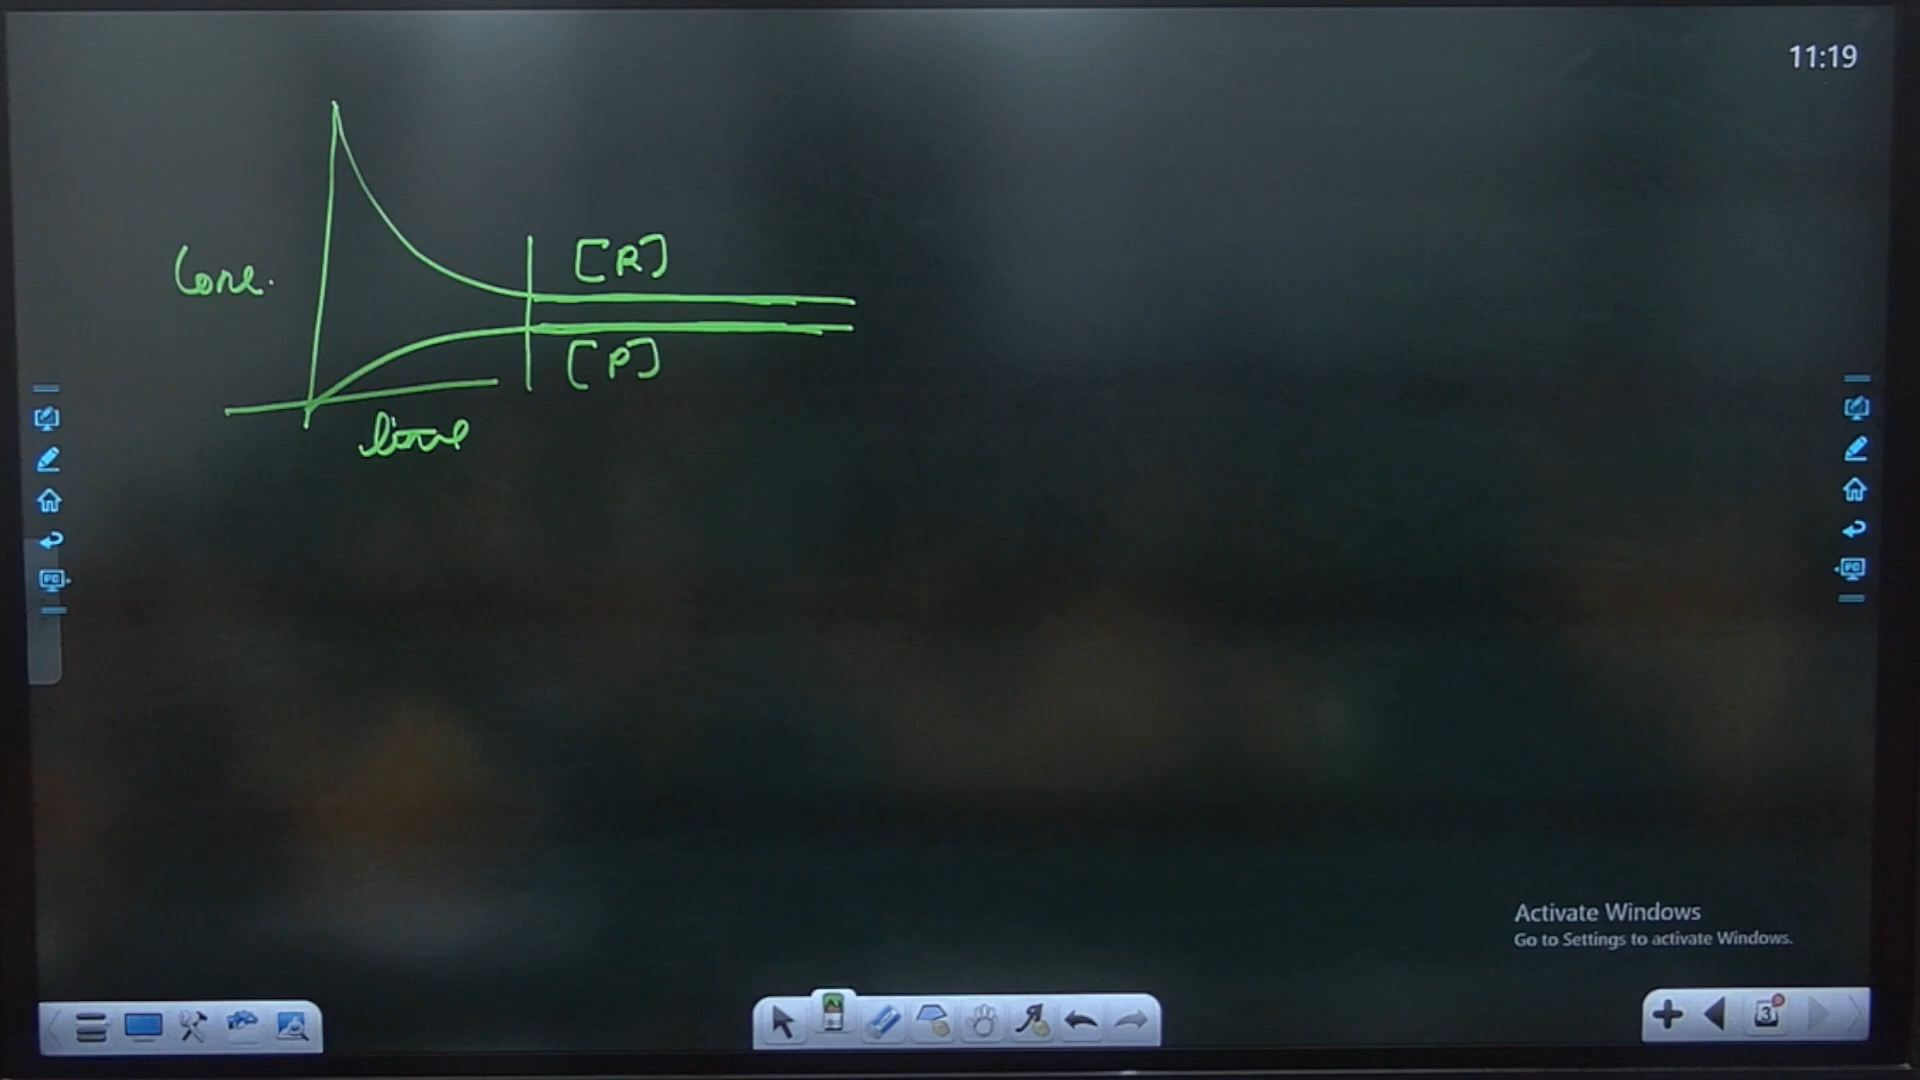 11:19
[R]
Conc.
[P]
time
Activate Windows
Go to Settings to activate Windows.